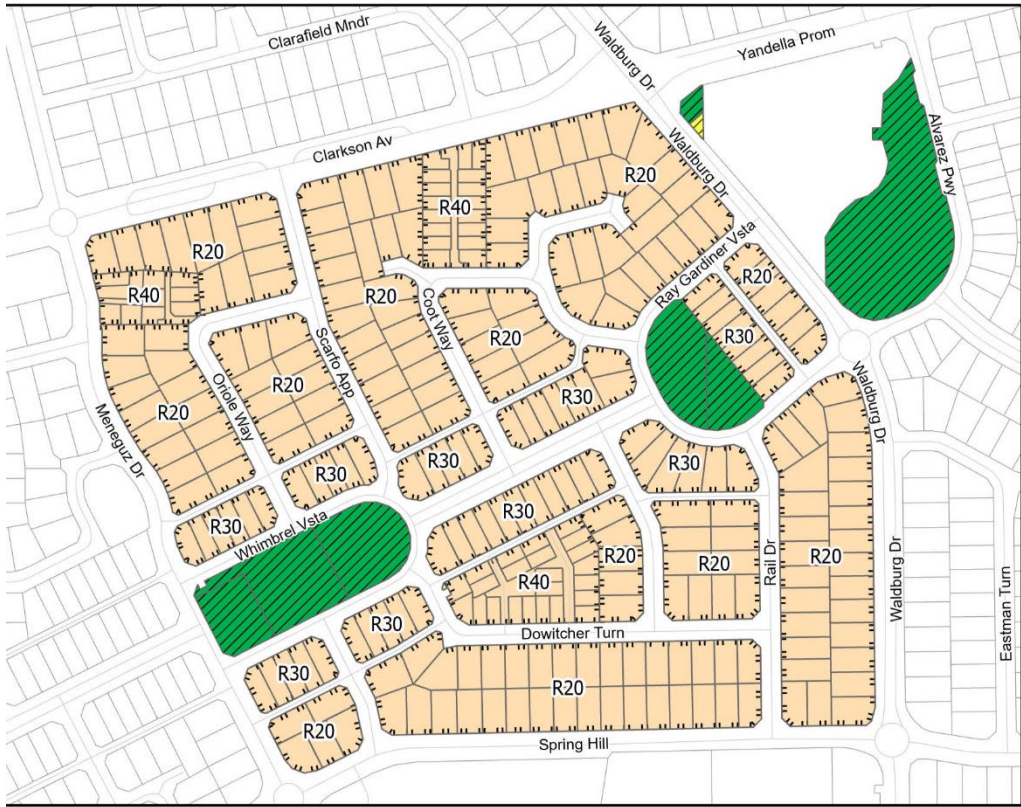 Clarafield Mndr
Waldburg Dr
Yandella Prom
Clarkson Av
Waldburg Dr
Alvarez Pwy
R20
R40
R20
R20
R40
Ray Gardiner Vsta
R20
R20
Coot Way
R20
R30
Scarfo App
R20
Oriole Way
R20
R30
Waldburg Dr
Meneguz Dr
R30
R30
R30
R30
R30
Whimbrel Vsta
R20
R20
R40
R20
Rail Dr
Waldburg Dr
Eastman Turn
R30
Dowitcher Turn
R30
R20
R20
Spring Hill